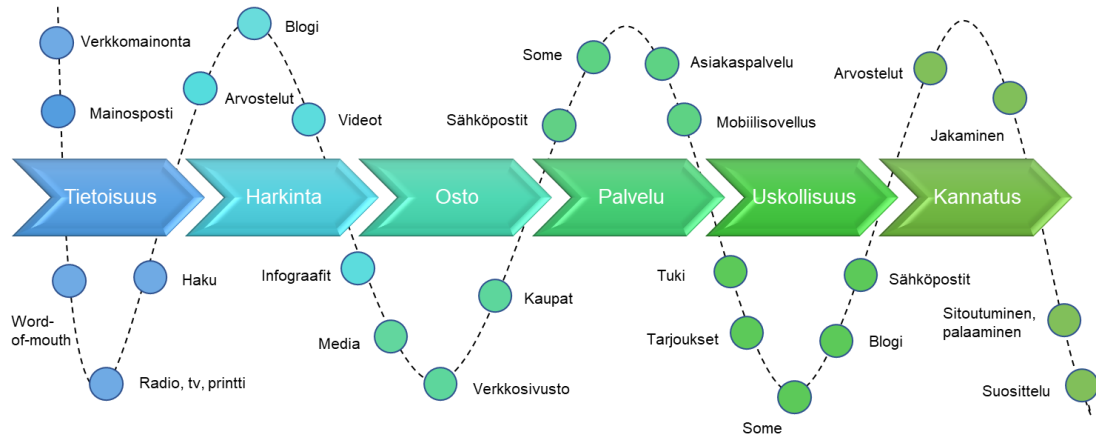 Verkkomainonta
Mainosposti
Blogi
Arvostelut
Videot
Some
Asiakaspalvelu
Sähköpostit
Mobiilisovellus
Arvostelut
Jakaminen
Tietoisuus
Harkinta
Osto
Palvelu
Uskollisuus
Kannatus
Word-
of-mouth
Haku
Radio, tv, printti
Infograafit
Media
Kaupat
Verkkosivusto
Tuki
Tarjoukset
Some
Blogi
Sähköpostit
Sitoutuminen,
palaaminen
Suosittelu